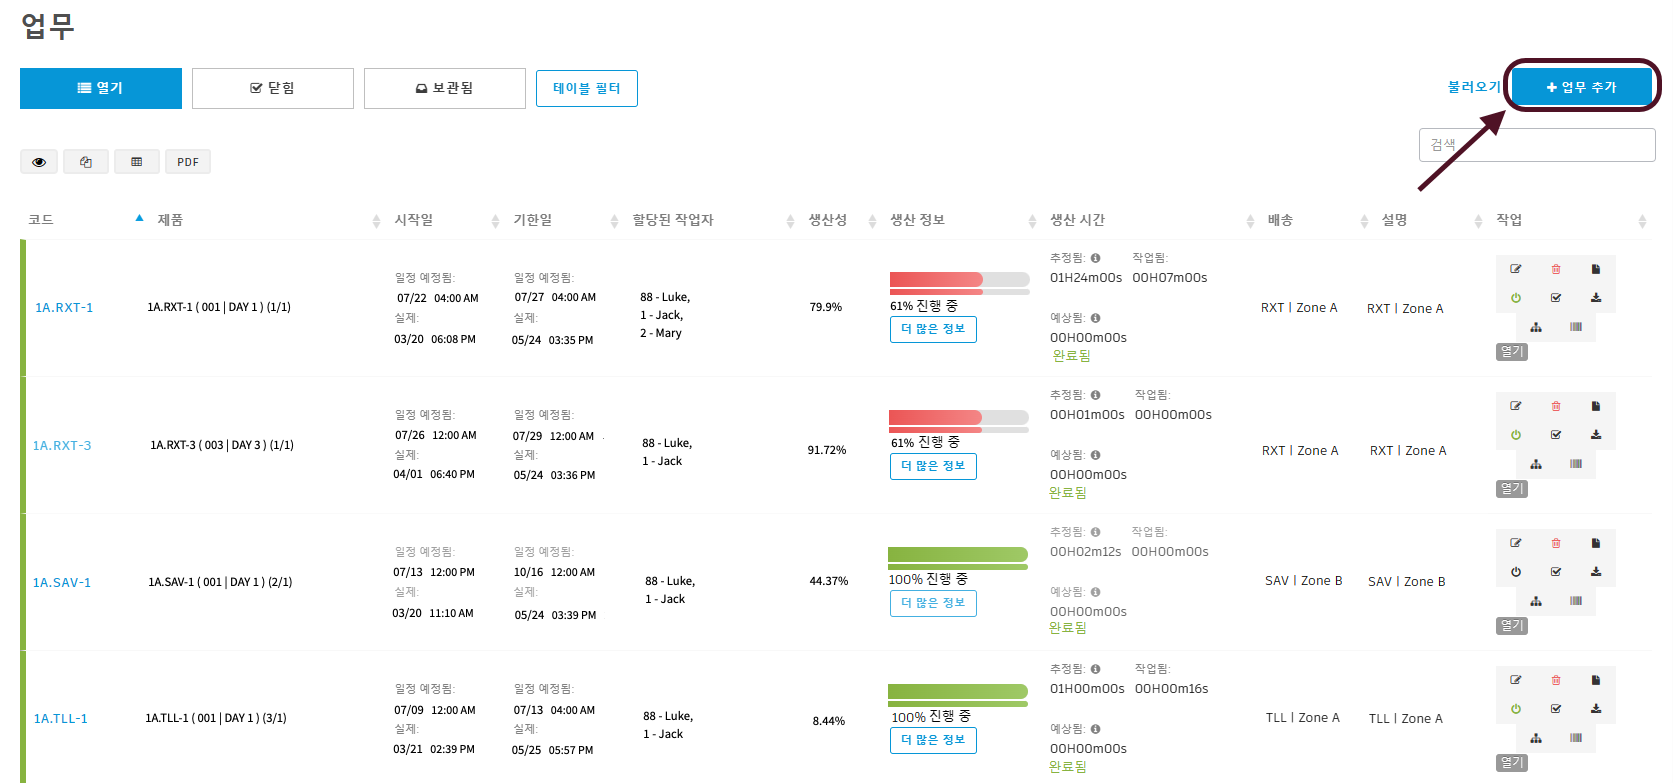 업무
열기
닫힘
보관됨
테이블 필터
불러오기
업무 추가
검색
PDF
코드 제품 시작일 기한일 할당된 작업자 생산성 생산 정보 생산 시간 배송 설명 작업
1A.RXT-1
1A.RXT-1 ( 001 | DAY 1 ) (1/1)
일정 예정됨:
07/22 04:00 AM
실제:
03/20 06:08 PM
일정 예정됨:
07/27 04:00 AM
실제:
05/24 03:35 PM
88 - Luke,
1 - Jack,
2 - Mary
79.9%
61% 진행 중
더 많은 정보
추정됨: 작업됨:
01H24m00s 00H07m00s
예상됨:
00H00m00s
완료됨
RXT | Zone A
RXT | Zone A
열기
1A.RXT-3
1A.RXT-3 ( 003 | DAY 3 ) (1/1)
일정 예정됨:
07/26 12:00 AM
실제:
04/01 06:40 PM
일정 예정됨:
07/29 12:00 AM
실제:
05/24 03:36 PM
88 - Luke,
1 - Jack
91.72%
61% 진행 중
더 많은 정보
추정됨: 작업됨:
00H01m00s 00H00m00s
예상됨:
00H00m00s
완료됨
RXT | Zone A
RXT | Zone A
열기
1A.SAV-1
1A.SAV-1 ( 001 | DAY 1 ) (2/1)
일정 예정됨:
07/13 12:00 PM
실제:
03/20 11:10 AM
일정 예정됨:
10/16 12:00 AM
실제:
05/24 03:39 PM
88 - Luke,
1 - Jack
44.37%
100% 진행 중
더 많은 정보
추정됨: 작업됨:
00H02m12s 00H00m00s
예상됨:
00H00m00s
완료됨
SAV | Zone B
SAV | Zone B
열기
1A.TLL-1
1A.TLL-1 ( 001 | DAY 1 ) (3/1)
일정 예정됨:
07/09 12:00 AM
실제:
03/21 02:39 PM
일정 예정됨:
07/13 04:00 AM
실제:
05/25 05:57 PM
88 - Luke,
1 - Jack
8.44%
100% 진행 중
더 많은 정보
추정됨: 작업됨:
01H00m00s 00H00m16s
예상됨:
00H00m00s
완료됨
TLL | Zone A
TLL | Zone A
열기